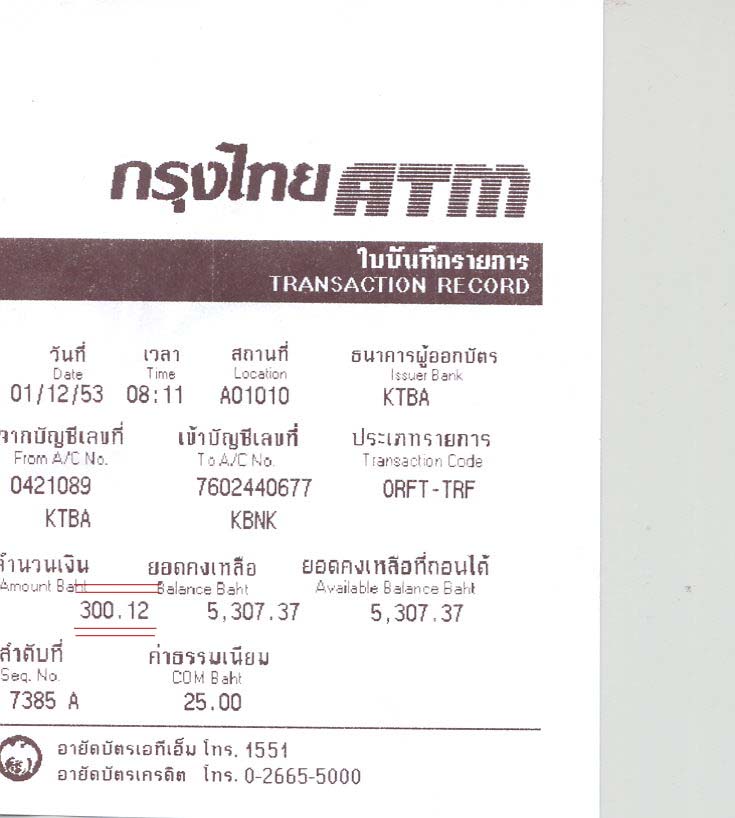 กรุงไทย ATM
ใบบันทึกรายการ
TRANSACTION RECORD
วันที่ เวลา สถานที่ ธนาคารผู้ออกบัตร
Date Time Location Issuer Bank
01/12/53 08:11 A01010 KTBA
จากบัญชีเลขที่ เข้าบัญชีเลขที่ ประเภทรายการ
From A/C No. To A/C No. Transaction Code
0421089 7602440677 ORFT-TRF
KTBA KBNK
จำนวนเงิน ยอดคงเหลือ ยอดคงเหลือที่ถอนได้
Amount Baht Balance Baht Available Balance Baht
300.12 5,307.37 5,307.37
ลำดับที่ ค่าธรรมเนียม
Seq. No. COM Baht
7385 A 25.00
อายัดบัตรเอทีเอ็ม โทร. 1551
อายัดบัตรเครดิต โทร. 0-2665-5000